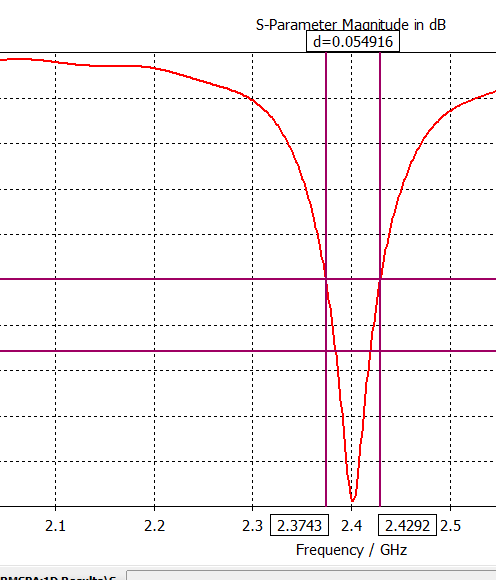 S-Parameter Magnitude in dB
d=0.054916
2.1 2.2 2.3 2.3743 2.4 2.4292 2.5
Frequency / GHz